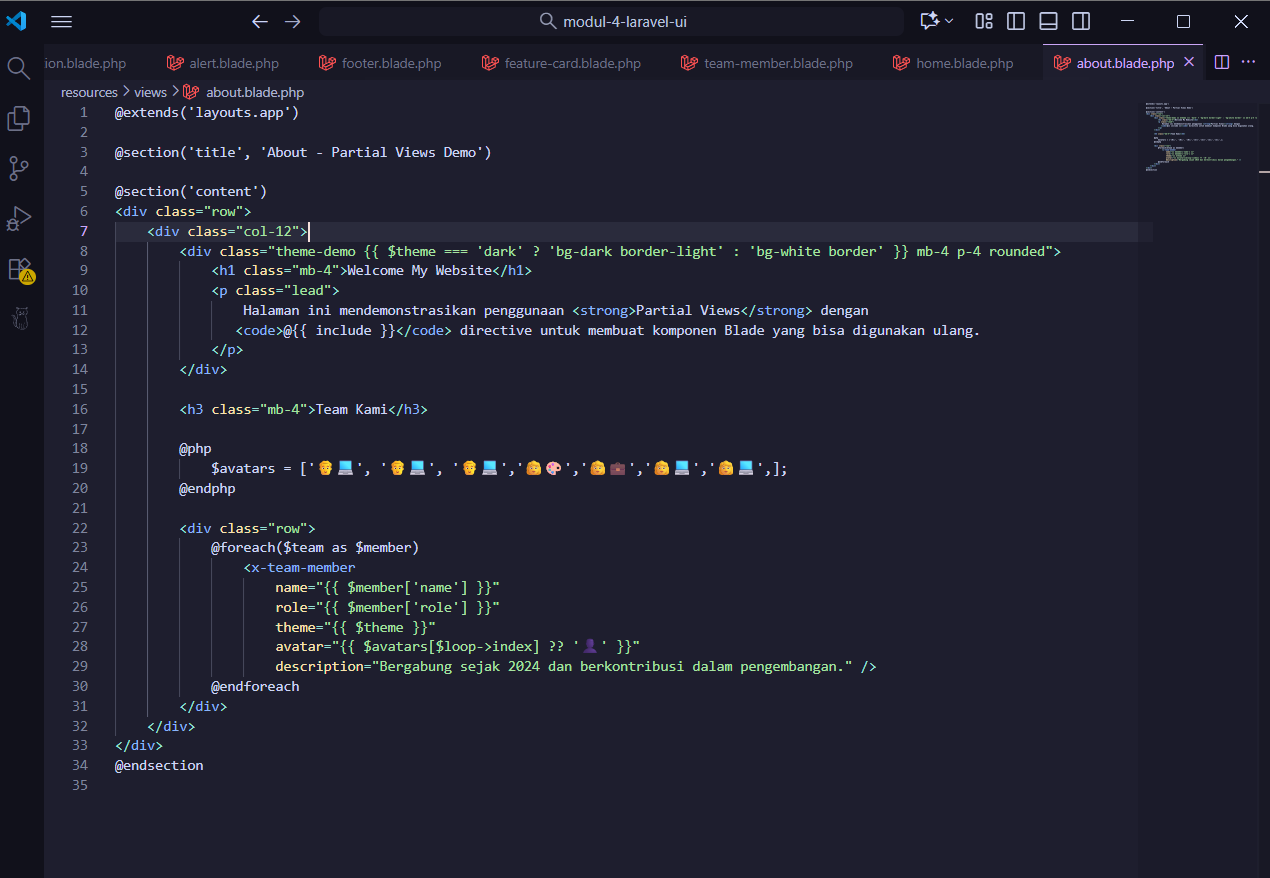 modul-4-laravel-ui
ion.blade.php alert.blade.php footer.blade.php feature-card.blade.php team-member.blade.php home.blade.php about.blade.php
resources > views > about.blade.php
1 @extends('layouts.app')
2
3 @section('title', 'About - Partial Views Demo')
4
5 @section('content')
6 <div class="row">
7 <div class="col-12">
8 <div class="theme-demo {{ $theme === 'dark' ? 'bg-dark border-light' : 'bg-white border' }} mb-4 p-4 rounded">
9 <h1 class="mb-4">Welcome My Website</h1>
10 <p class="lead">
11 Halaman ini mendemonstrasikan penggunaan <strong>Partial Views</strong> dengan
12 <code>@{{ include }}</code> directive untuk membuat komponen Blade yang bisa digunakan ulang.
13 </p>
14 </div>
15
16 <h3 class="mb-4">Team Kami</h3>
17
18 @php
19 $avatars = ['👨💻', '👨💻', '👨💻','👩🎨','👩💼','👩💻','👩💻',];
20 @endphp
21
22 <div class="row">
23 @foreach($team as $member)
24 <x-team-member
25 name="{{ $member['name'] }}"
26 role="{{ $member['role'] }}"
27 theme="{{ $theme }}"
28 avatar="{{ $avatars[$loop->index] ?? '👤' }}"
29 description="Bergabung sejak 2024 dan berkontribusi dalam pengembangan." />
30 @endforeach
31 </div>
32 </div>
33 </div>
34 @endsection
35